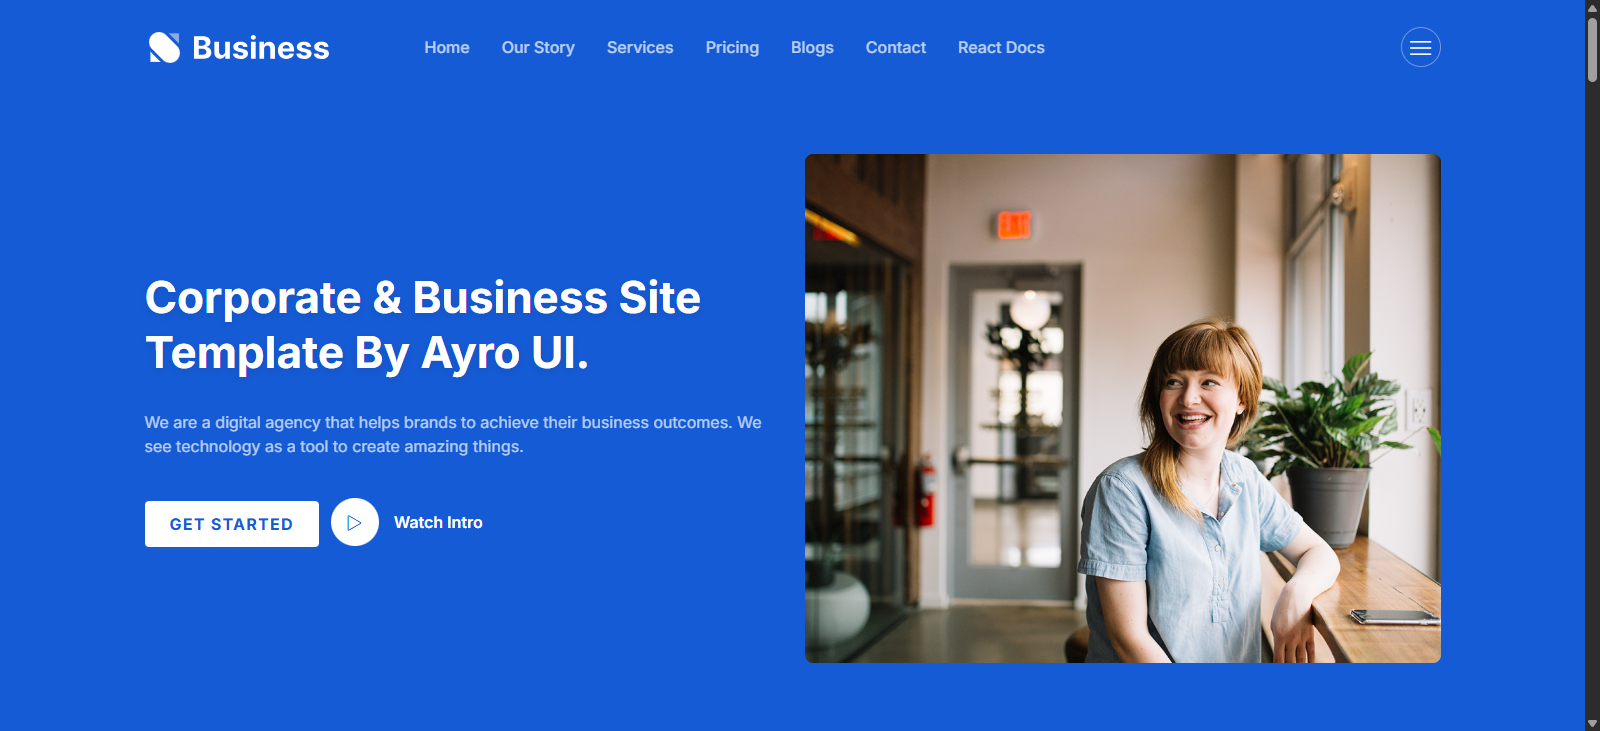 Business
Home
Our Story
Services
Pricing
Blogs
Contact
React Docs
Corporate & Business Site
Template By Ayro UI.
We are a digital agency that helps brands to achieve their business outcomes. We
see technology as a tool to create amazing things.
GET STARTED
Watch Intro
EXIT